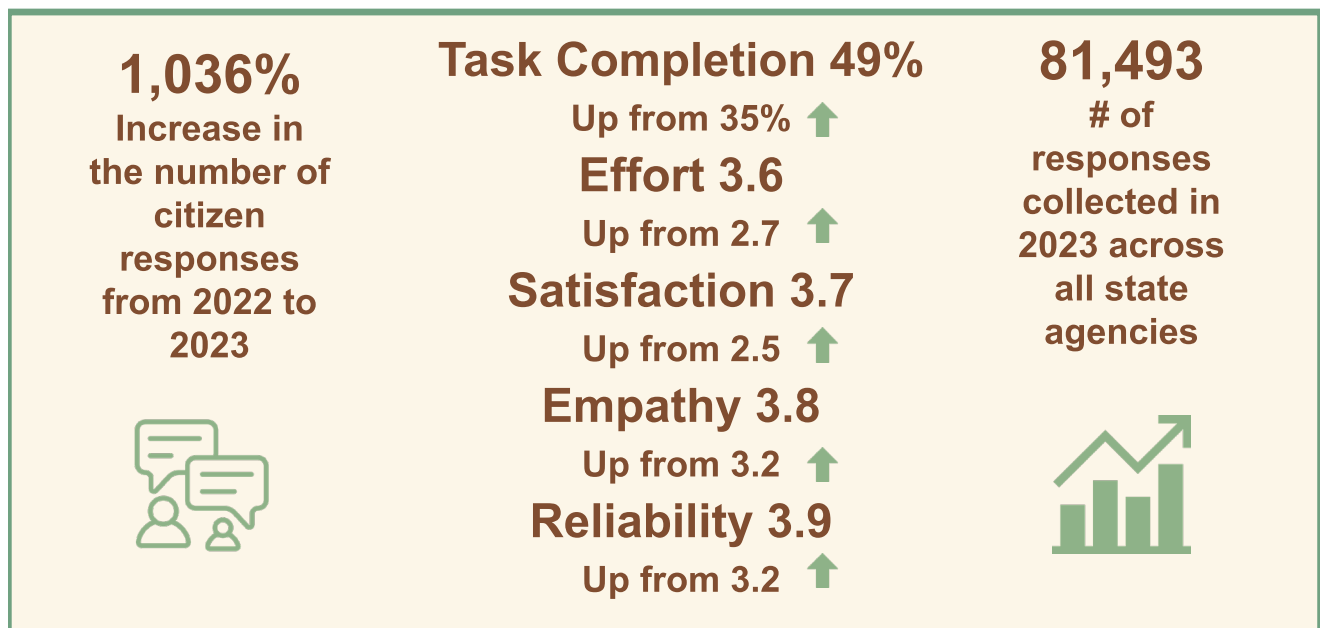 1,036%
Increase in
the number of
citizen
responses
from 2022 to
2023
Task Completion 49%
Up from 35%
Effort 3.6
Up from 2.7
Satisfaction 3.7
Up from 2.5
Empathy 3.8
Up from 3.2
Reliability 3.9
Up from 3.2
81,493
# of
responses
collected in
2023 across
all state
agencies